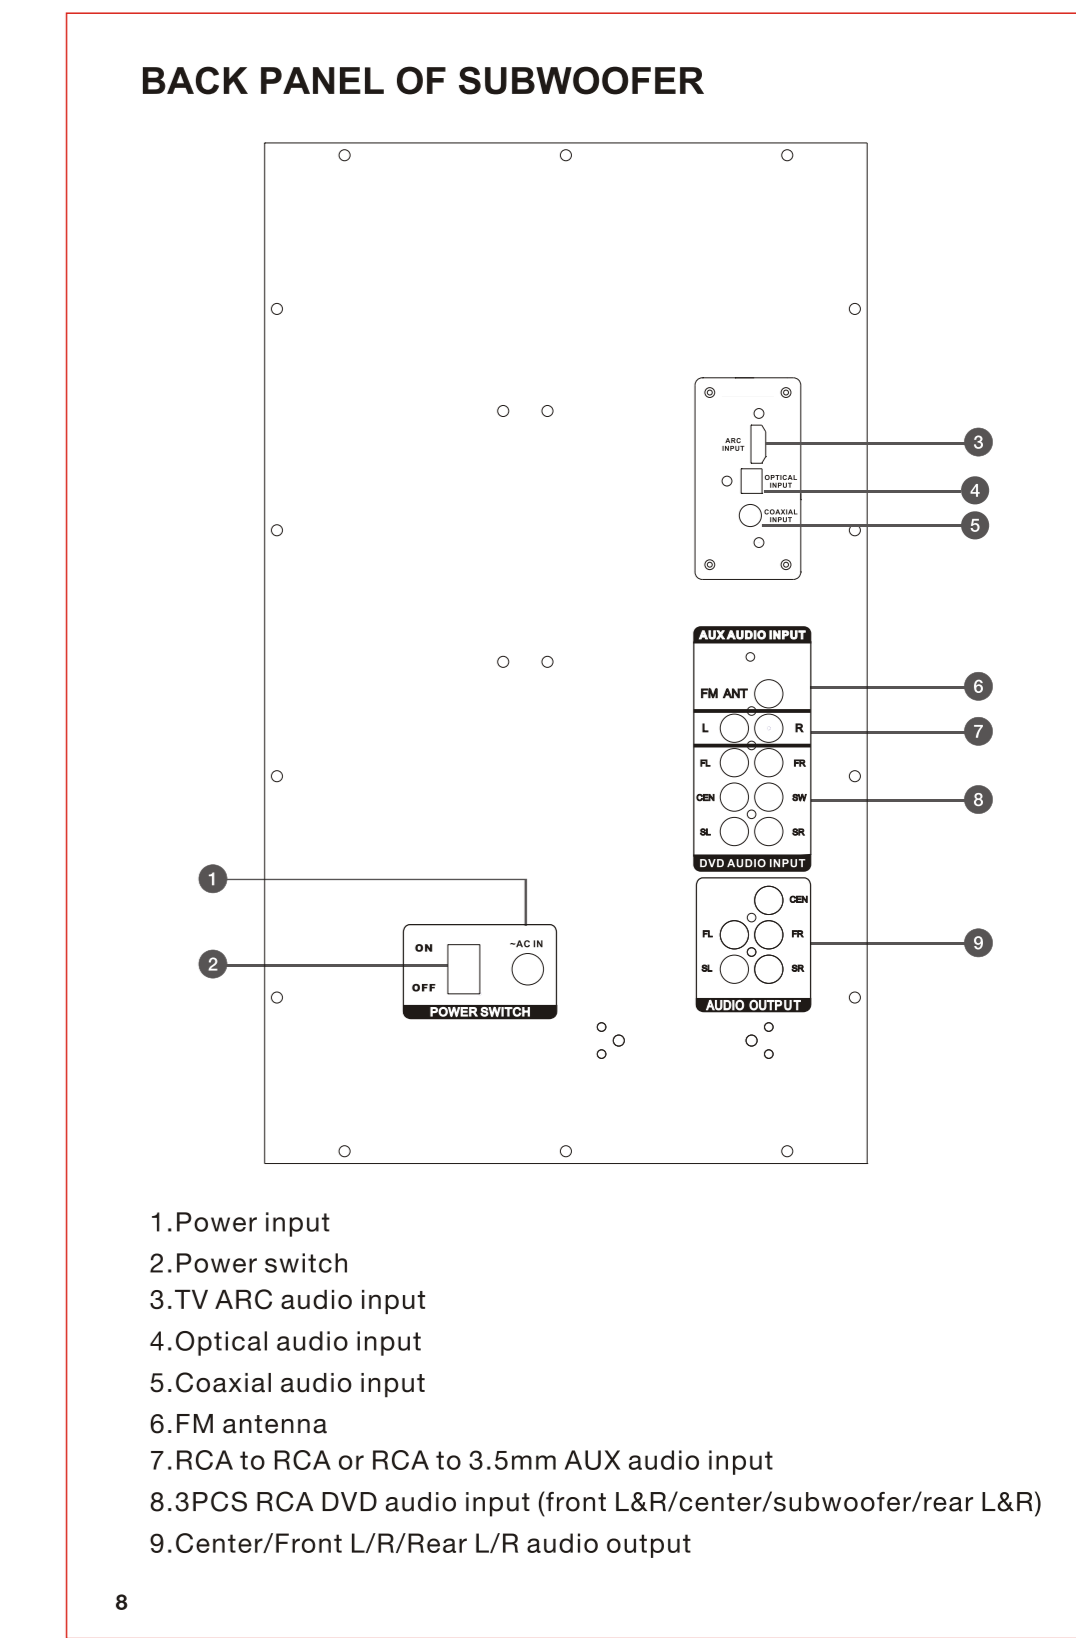 BACK PANEL OF SUBWOOFER
ARC
INPUT
3
OPTICAL
INPUT
4
COAXIAL
INPUT
5
AUX AUDIO INPUT
FM ANT
6
L R
7
FL FR
CEN SW
8
SL SR
DVD AUDIO INPUT
1
CEN
ON
~AC IN
FL FR
9
2
OFF
SL SR
POWER SWITCH
AUDIO OUTPUT
1.Power input
2.Power switch
3.TV ARC audio input
4.Optical audio input
5.Coaxial audio input
6.FM antenna
7.RCA to RCA or RCA to 3.5mm AUX audio input
8.3PCS RCA DVD audio input (front L&R/center/subwoofer/rear L&R)
9.Center/Front L/R/Rear L/R audio output
8